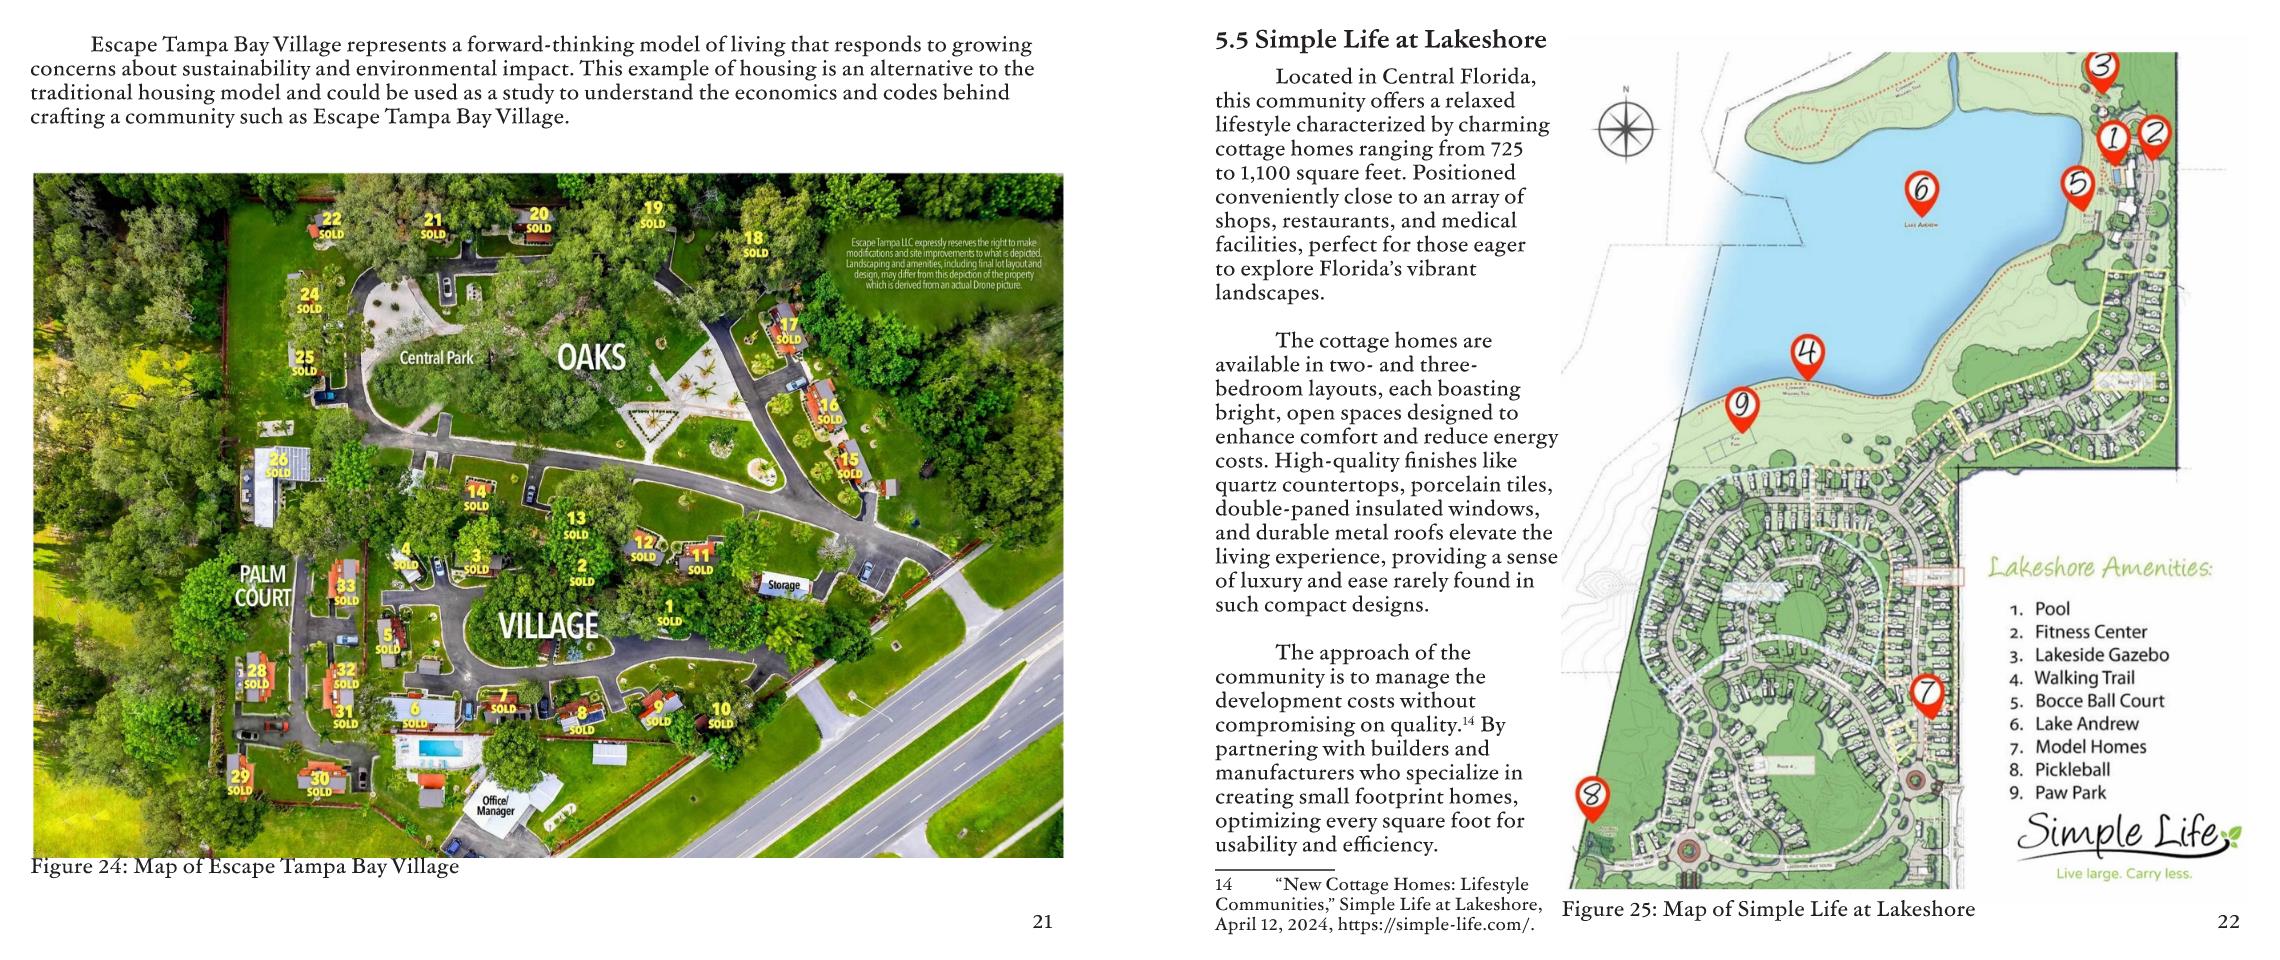 Escape Tampa Bay Village represents a forward-thinking model of living that responds to growing
concerns about sustainability and environmental impact. This example of housing is an alternative to the
traditional housing model and could be used as a study to understand the economics and codes behind
crafting a community such as Escape Tampa Bay Village.
22
SOLD
21
SOLD
20
SOLD
19
SOLD
18
SOLD
Escape Tampa LLC expressly reserves the right to make
modifications and site improvements to what is depicted.
Landscaping and amenities, including final lot layout and
design, may differ from this depiction of the property
which is derived from an actual Drone picture.
24
SOLD
17
SOLD
25
SOLD
Central Park
OAKS
16
SOLD
15
SOLD
26
SOLD
14
SOLD
13
SOLD
12
SOLD
11
SOLD
4
SOLD
3
SOLD
2
SOLD
Storage
PALM
COURT
33
SOLD
1
SOLD
VILLAGE
5
SOLD
28
SOLD
32
SOLD
31
SOLD
6
SOLD
7
SOLD
8
SOLD
9
SOLD
10
SOLD
29
SOLD
30
SOLD
Office/
Manager
Figure 24: Map of Escape Tampa Bay Village
21
5.5 Simple Life at Lakeshore
Located in Central Florida,
this community offers a relaxed
lifestyle characterized by charming
cottage homes ranging from 725
to 1,100 square feet. Positioned
conveniently close to an array of
shops, restaurants, and medical
facilities, perfect for those eager
to explore Florida’s vibrant
landscapes.
The cottage homes are
available in two- and three-
bedroom layouts, each boasting
bright, open spaces designed to
enhance comfort and reduce energy
costs. High-quality finishes like
quartz countertops, porcelain tiles,
double-paned insulated windows,
and durable metal roofs elevate the
living experience, providing a sense
of luxury and ease rarely found in
such compact designs.
The approach of the
community is to manage the
development costs without
compromising on quality.14 By
partnering with builders and
manufacturers who specialize in
creating small footprint homes,
optimizing every square foot for
usability and efficiency.
14 “New Cottage Homes: Lifestyle
Communities,” Simple Life at Lakeshore,
April 12, 2024, https://simple-life.com/.
N
3
1
2
5
6
Lake Andrew
4
9
7
8
Lakeshore Amenities:
1. Pool
2. Fitness Center
3. Lakeside Gazebo
4. Walking Trail
5. Bocce Ball Court
6. Lake Andrew
7. Model Homes
8. Pickleball
9. Paw Park
Simple Life
Live large. Carry less.
Figure 25: Map of Simple Life at Lakeshore
22